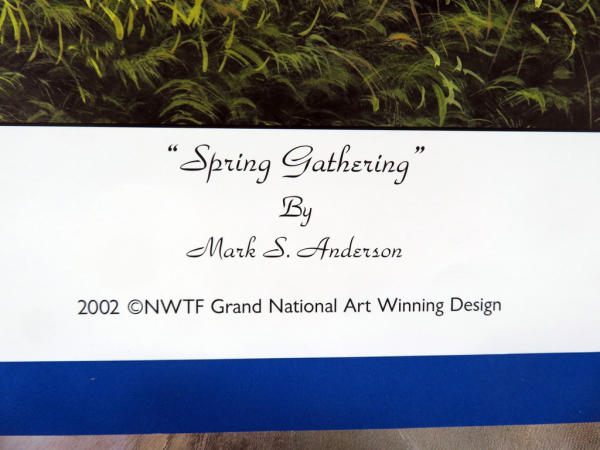 “Spring Gathering”
By
Mark S. Anderson
2002 ©NWTF Grand National Art Winning Design